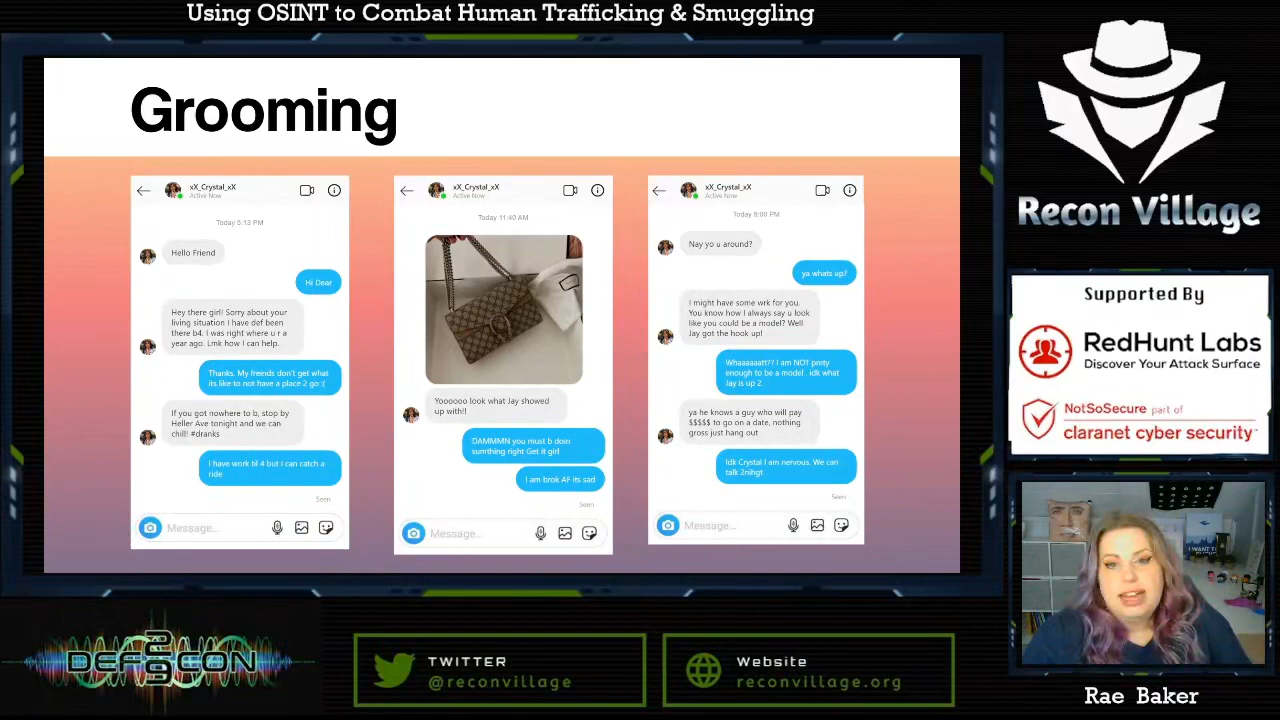 Using OSINT to Combat Human Trafficking & Smuggling
Grooming
xX_Crystal_xX
Active Now
Today 5:13 PM
Hello Friend
Hi Dear
Hey there girl! Sorry about your
living situation I have def been
there b4. I was right where u r a
year ago. Lmk how I can help.
Thanks. My freinds don't get what
its like to not have a place 2 go :(
If you got nowhere to b, stop by
Heller Ave tonight and we can
chill! #dranks
I have work til 4 but I can catch a
ride
Seen
Message...
xX_Crystal_xX
Active Now
Today 11:40 AM
Yoooooo look what Jay showed
up with!!
DAMMMN you must b doin
sumthing right Get it girl
I am brok AF its sad
Seen
Message...
xX_Crystal_xX
Active Now
Today 8:00 PM
Nay yo u around?
ya whats up?
I might have some wrk for you.
You know how I always say u look
like you could be a model? Well
Jay got the hook up!
Whaaaaaatt?? I am NOT prety
enough to be a model . idk what
Jay is up 2
ya he knows a guy who will pay
$$$$$ to go on a date, nothing
gross just hang out
Idk Crystal I am nervous. We can
talk 2nihgt
Seen
Message...
Recon Village
Supported By
RedHunt Labs
Discover Your Attack Surface
NotSoSecure part of
claranet cyber security
I WANT TO
Rae Baker
DEFCON
29
TWITTER
@reconvillage
Website
reconvillage.org